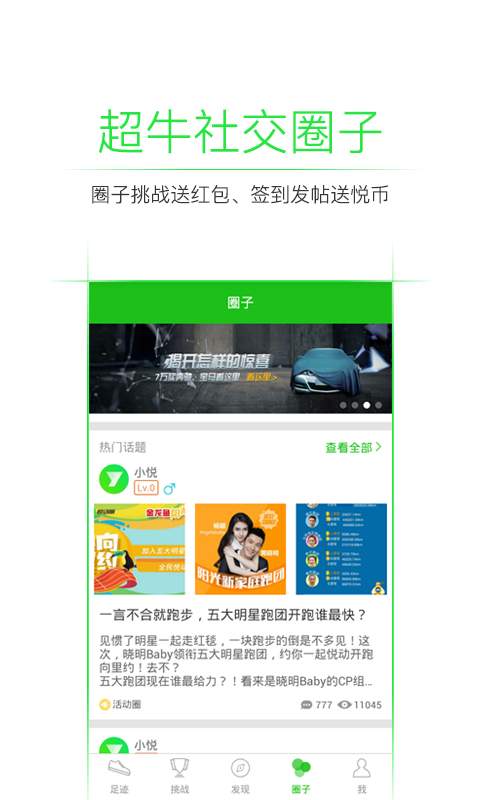 超牛社交圈子
圈子挑战送红包、签到发帖送悦币
圈子
揭开怎样的惊喜
7万奖奔驰，宝马看这里 看这里>>
热门话题
查看全部
小悦
Lv.0
金龙鱼
向
约
加入五大明星
全民悦
阳光新家庭跑团
一言不合就跑步，五大明星跑团开跑谁最快？
见惯了明星一起走红毯，一块跑步的倒是不多见！这
次，晓明Baby领衔五大明星跑团，约你一起悦动开跑
向里约！去不？
五大跑团现在谁最给力？！看来是晓明Baby的CP组...
活动圈
777
11045
小悦
足迹
挑战
发现
圈子
我